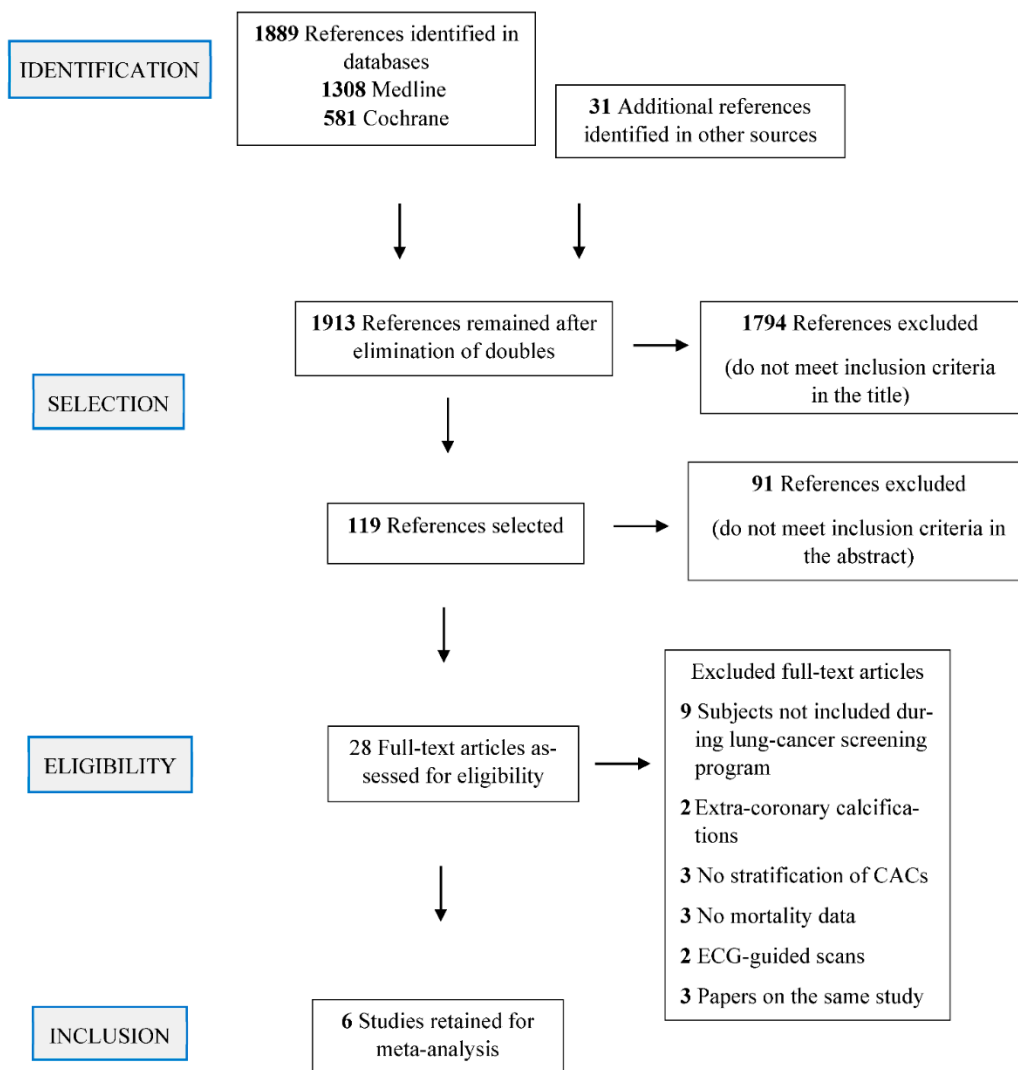 IDENTIFICATION
1889 References identified in
databases
1308 Medline
581 Cochrane
31 Additional references
identified in other sources
1913 References remained after
elimination of doubles
1794 References excluded
(do not meet inclusion criteria
in the title)
SELECTION
119 References selected
91 References excluded
(do not meet inclusion criteria in
the abstract)
ELIGIBILITY
28 Full-text articles as-
sessed for eligibility
Excluded full-text articles
9 Subjects not included dur-
ing lung-cancer screening
program
2 Extra-coronary calcifica-
tions
3 No stratification of CACs
3 No mortality data
2 ECG-guided scans
3 Papers on the same study
INCLUSION
6 Studies retained for
meta-analysis